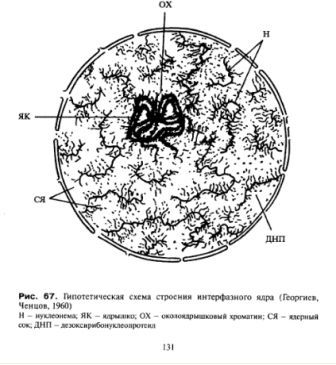 ОХ
Н
ЯК
СЯ
ДНП
Рис. 67. Гипотетическая схема строения интерфазного ядра (Георгиев,
Ченцов, 1960)
Н – нуклеонема; ЯК – ядрышко; ОХ – околоядрышковый хроматин; СЯ – ядерный
сок; ДНП – дезоксирибонуклеопротеид
131